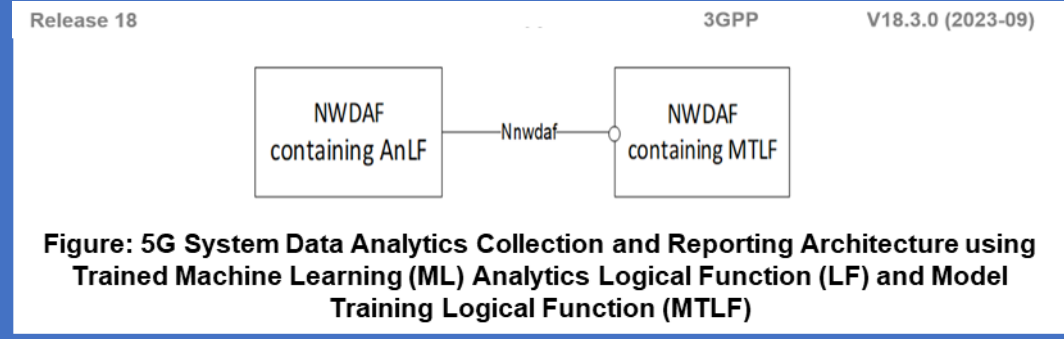 Release 18 3GPP V18.3.0 (2023-09)
NWDAF
containing AnLF
Nnwdaf
NWDAF
containing MTLF
Figure: 5G System Data Analytics Collection and Reporting Architecture using
Trained Machine Learning (ML) Analytics Logical Function (LF) and Model
Training Logical Function (MTLF)